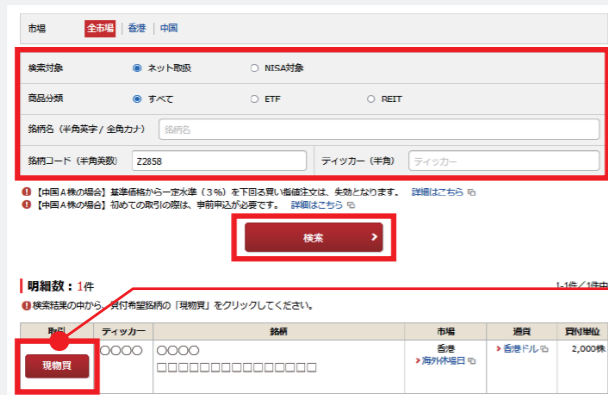 市場 全市場 香港 中国
検索対象 ネット取扱 NISA対象
商品分類 すべて ETF REIT
銘柄名（半角英字 / 全角カナ） 銘柄名
銘柄コード（半角英数） Z2858 ティッカー（半角） ティッカー
【中国A株の場合】基準価格から一定水準（3%）を下回る買い指値注文は、失効となります。 詳細はこちら
【中国A株の場合】初めての取引の際は、事前申込が必要です。 詳細はこちら
検索
明細数：1件 1-1件／1件中
検索結果の中から、買付希望銘柄の「現物買」をクリックしてください。
取引 ティッカー 銘柄 市場 通貨 買付単位
現物買 〇〇〇〇 〇〇〇〇 香港 香港ドル 2,000株
□□□□□□□□□□□□□□□ 海外休場日